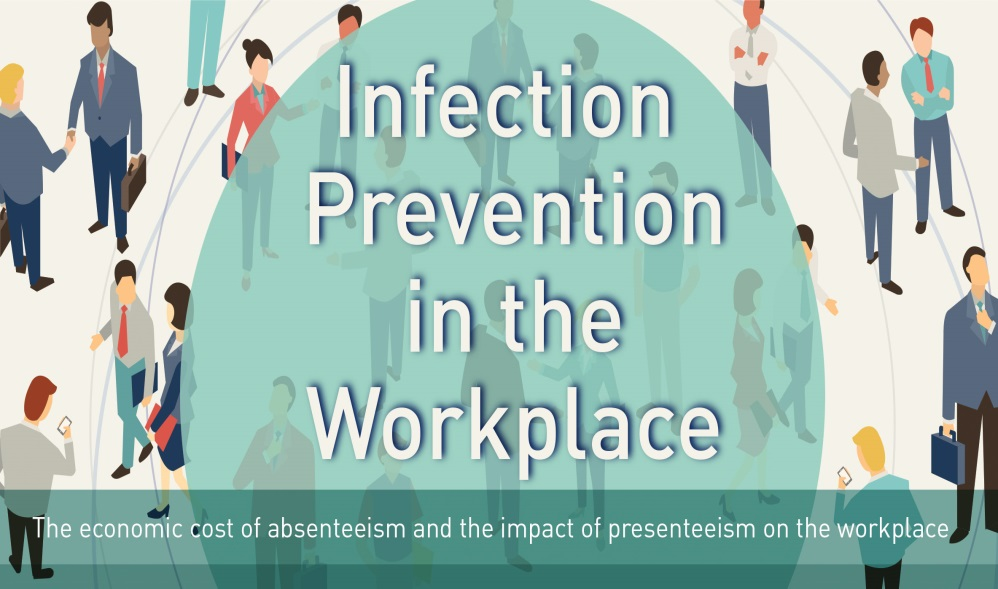 Infection
Prevention
in the
Workplace
The economic cost of absenteeism and the impact of presenteeism on the workplace